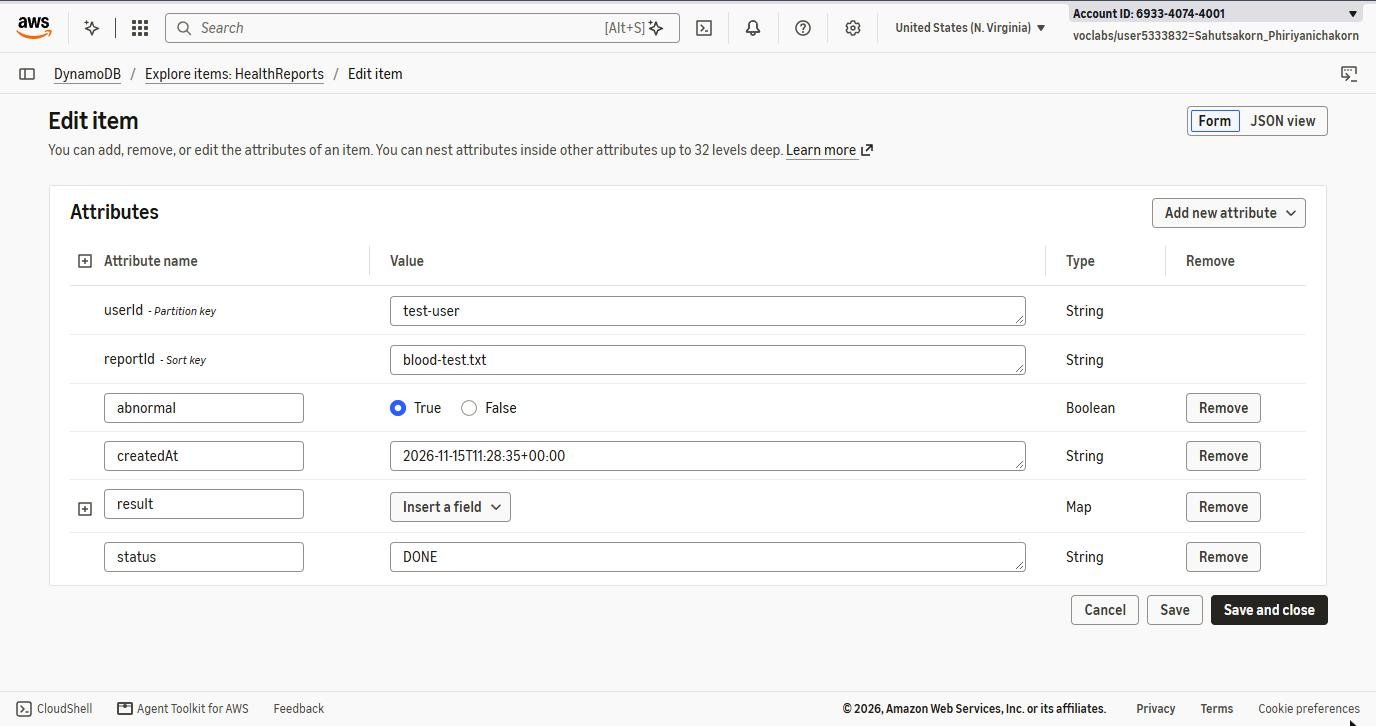 aws
Search [Alt+S]
United States (N. Virginia)
Account ID: 6933-4074-4001
voclabs/user5333832=Sahutsakorn_Phiriyanichakorn
DynamoDB / Explore items: HealthReports / Edit item
Edit item
Form JSON view
You can add, remove, or edit the attributes of an item. You can nest attributes inside other attributes up to 32 levels deep. Learn more
Attributes
Add new attribute
Attribute name Value Type Remove
userId - Partition key test-user String
reportId - Sort key blood-test.txt String
abnormal True False Boolean Remove
createdAt 2026-11-15T11:28:35+00:00 String Remove
result Insert a field Map Remove
status DONE String Remove
Cancel Save Save and close
CloudShell Agent Toolkit for AWS Feedback © 2026, Amazon Web Services, Inc. or its affiliates. Privacy Terms Cookie preferences